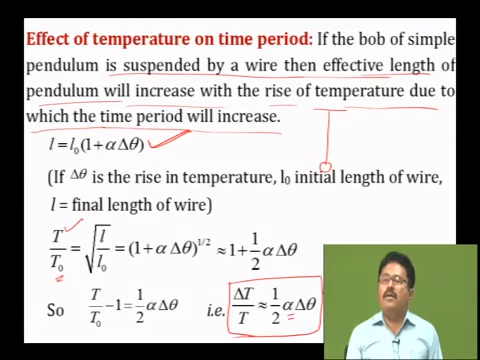 Effect of temperature on time period: If the bob of simple
pendulum is suspended by a wire then effective length of
pendulum will increase with the rise of temperature due to
which the time period will increase.
l = l₀(1+αΔθ)
(If Δθ is the rise in temperature, l₀ initial length of wire,
l = final length of wire)
T/T₀ = √(l/l₀) = (1+αΔθ)^{1/2} ≈ 1+1/2 αΔθ
So T/T₀ −1 = 1/2 αΔθ i.e. ΔT/T ≈ 1/2 αΔθ